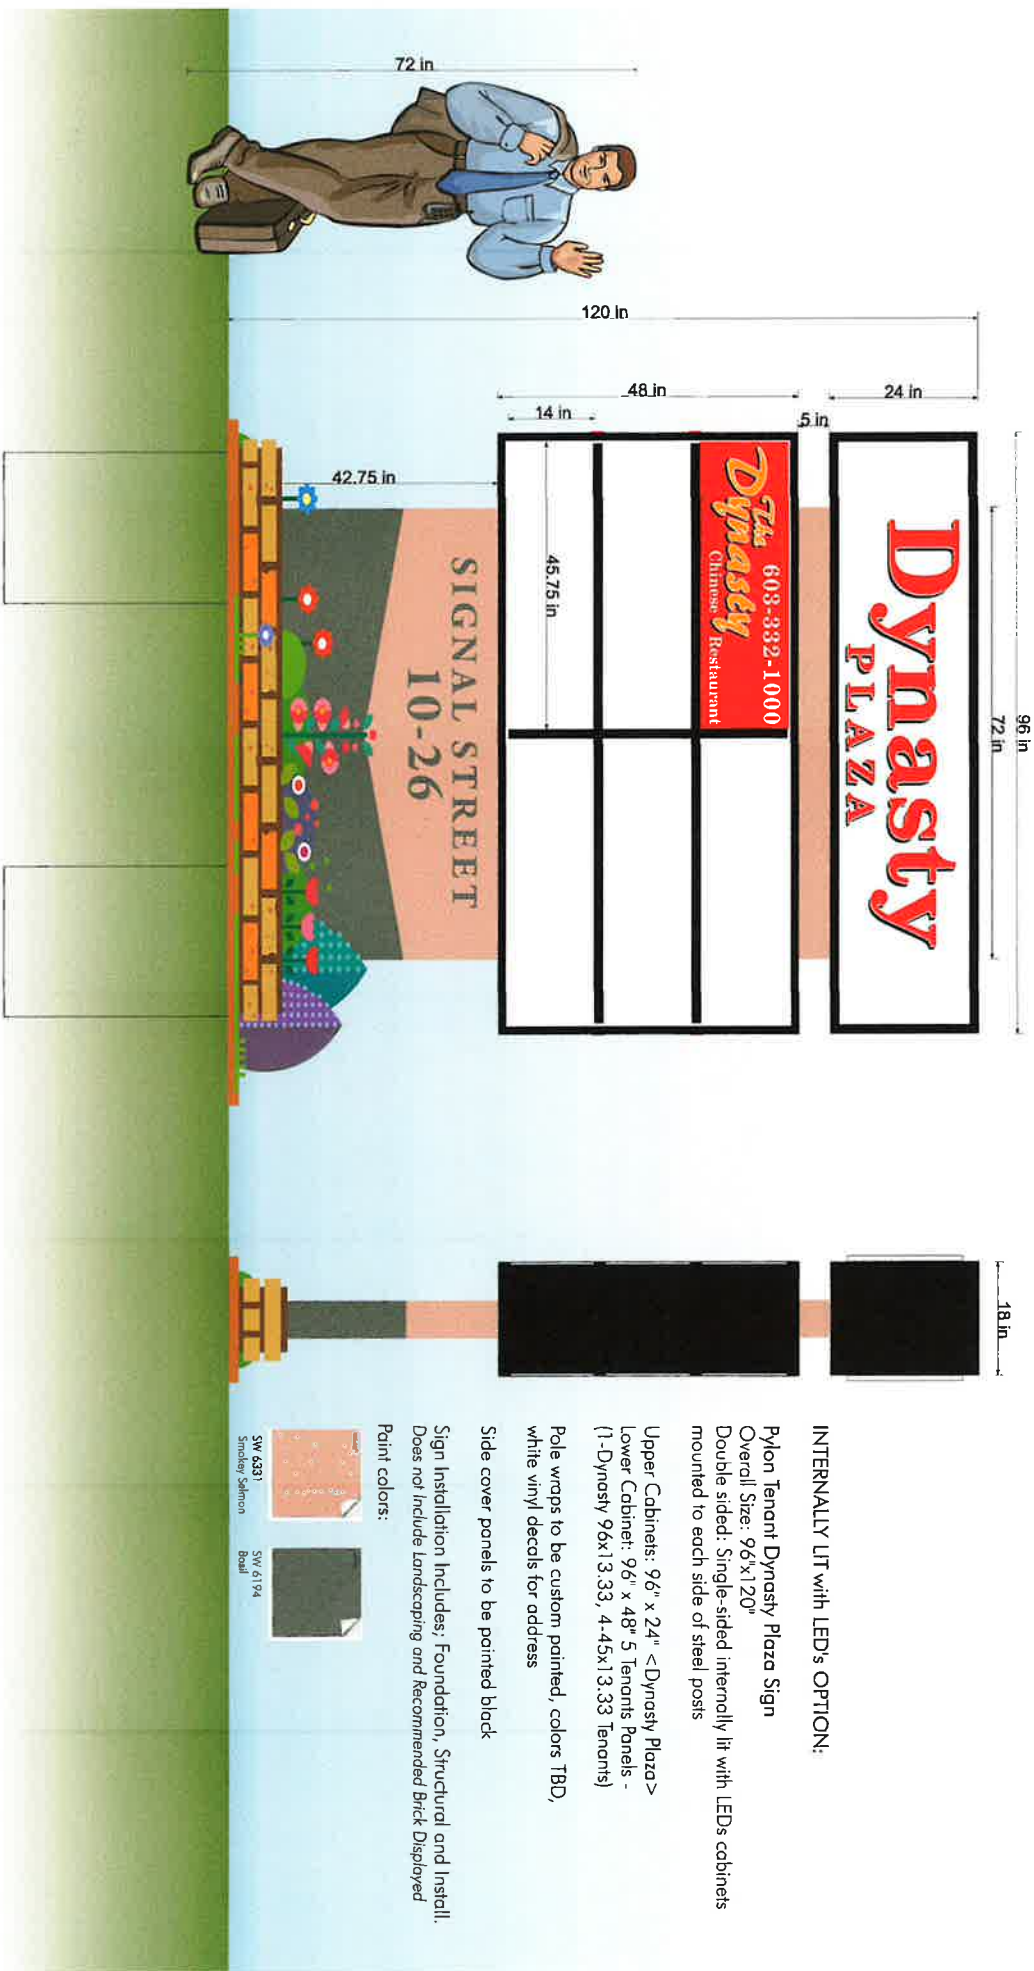 72 in
120 in
96 in
72 in
24 in
5 in
48 in
14 in
45.75 in
42.75 in
18 in
Dynasty
PLAZA
603-332-1000
The
Dynasty
Chinese Restaurant
SIGNAL STREET
10-26
INTERNALLY LIT with LED's OPTION:
Pylon Tenant Dynasty Plaza Sign
Overall Size: 96"x120"
Double sided: Single-sided internally lit with LEDs cabinets
mounted to each side of steel posts
Upper Cabinets: 96" x 24" <Dynasty Plaza>
Lower Cabinet: 96" x 48" 5 Tenants Panels -
(1-Dynasty 96x13.33, 4-45x13.33 Tenants)
Pole wraps to be custom painted, colors TBD,
white vinyl decals for address
Side cover panels to be painted black
Sign Installation Includes; Foundation, Structural and Install.
Does not Include Landscaping and Recommended Brick Displayed
Paint colors:
SW 6331
Smokey Salmon
SW 6194
Basil